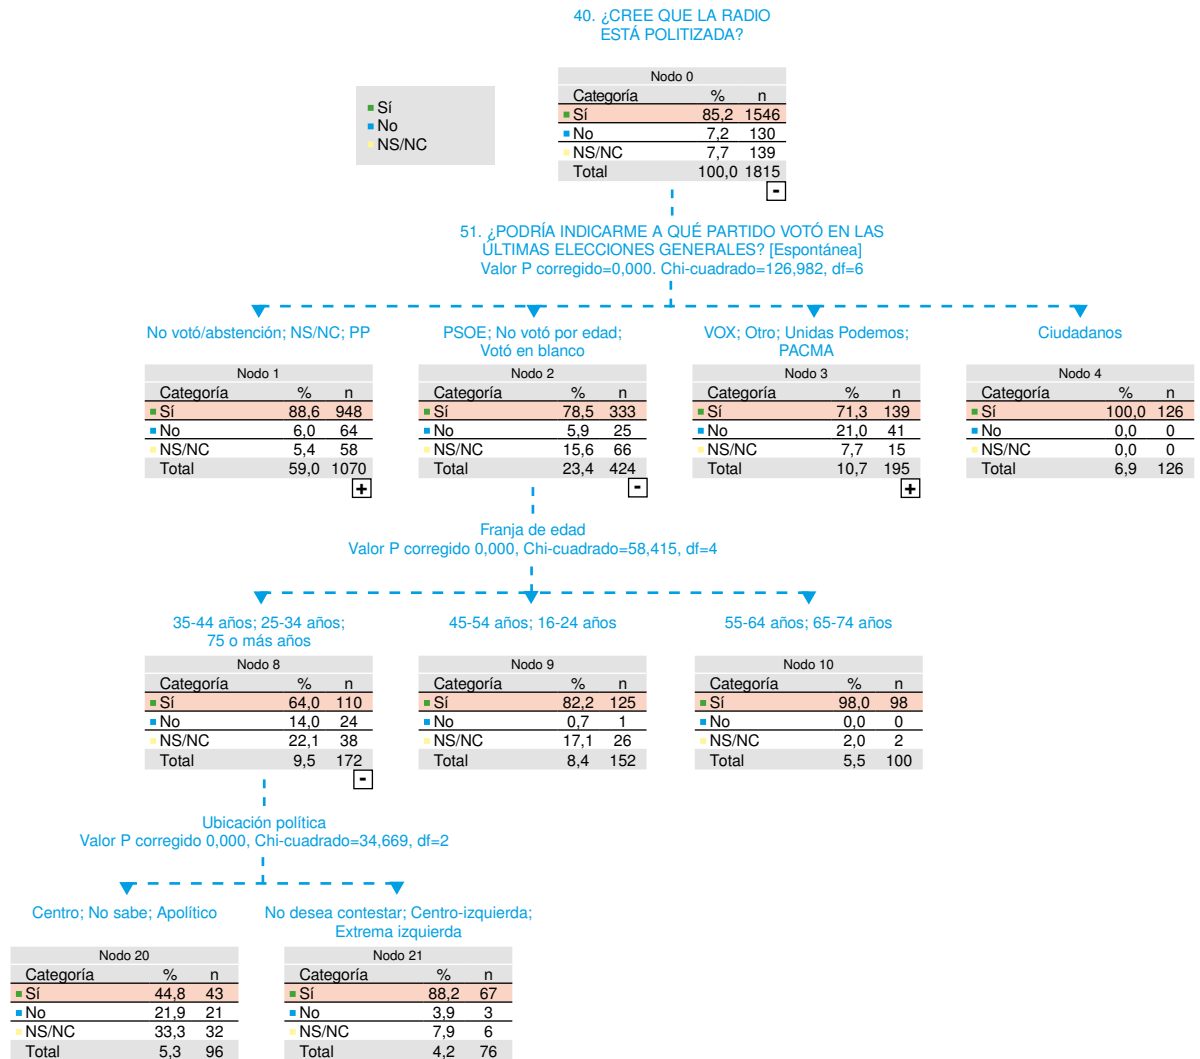 40. ¿CREE QUE LA RADIO
ESTÁ POLITIZADA?
Sí
No
NS/NC
Nodo 0
Categoría % n
Sí 85,2 1546
No 7,2 130
NS/NC 7,7 139
Total 100,0 1815
-
51. ¿PODRÍA INDICARME A QUÉ PARTIDO VOTÓ EN LAS
ÚLTIMAS ELECCIONES GENERALES? [Espontánea]
Valor P corregido=0,000. Chi-cuadrado=126,982, df=6
No votó/abstención; NS/NC; PP
Nodo 1
Categoría % n
Sí 88,6 948
No 6,0 64
NS/NC 5,4 58
Total 59,0 1070
+
PSOE; No votó por edad;
Votó en blanco
Nodo 2
Categoría % n
Sí 78,5 333
No 5,9 25
NS/NC 15,6 66
Total 23,4 424
-
VOX; Otro; Unidas Podemos;
PACMA
Nodo 3
Categoría % n
Sí 71,3 139
No 21,0 41
NS/NC 7,7 15
Total 10,7 195
+
Ciudadanos
Nodo 4
Categoría % n
Sí 100,0 126
No 0,0 0
NS/NC 0,0 0
Total 6,9 126
Franja de edad
Valor P corregido 0,000, Chi-cuadrado=58,415, df=4
35-44 años; 25-34 años;
75 o más años
Nodo 8
Categoría % n
Sí 64,0 110
No 14,0 24
NS/NC 22,1 38
Total 9,5 172
-
45-54 años; 16-24 años
Nodo 9
Categoría % n
Sí 82,2 125
No 0,7 1
NS/NC 17,1 26
Total 8,4 152
55-64 años; 65-74 años
Nodo 10
Categoría % n
Sí 98,0 98
No 0,0 0
NS/NC 2,0 2
Total 5,5 100
Ubicación política
Valor P corregido 0,000, Chi-cuadrado=34,669, df=2
Centro; No sabe; Apolítico
Nodo 20
Categoría % n
Sí 44,8 43
No 21,9 21
NS/NC 33,3 32
Total 5,3 96
No desea contestar; Centro-izquierda;
Extrema izquierda
Nodo 21
Categoría % n
Sí 88,2 67
No 3,9 3
NS/NC 7,9 6
Total 4,2 76